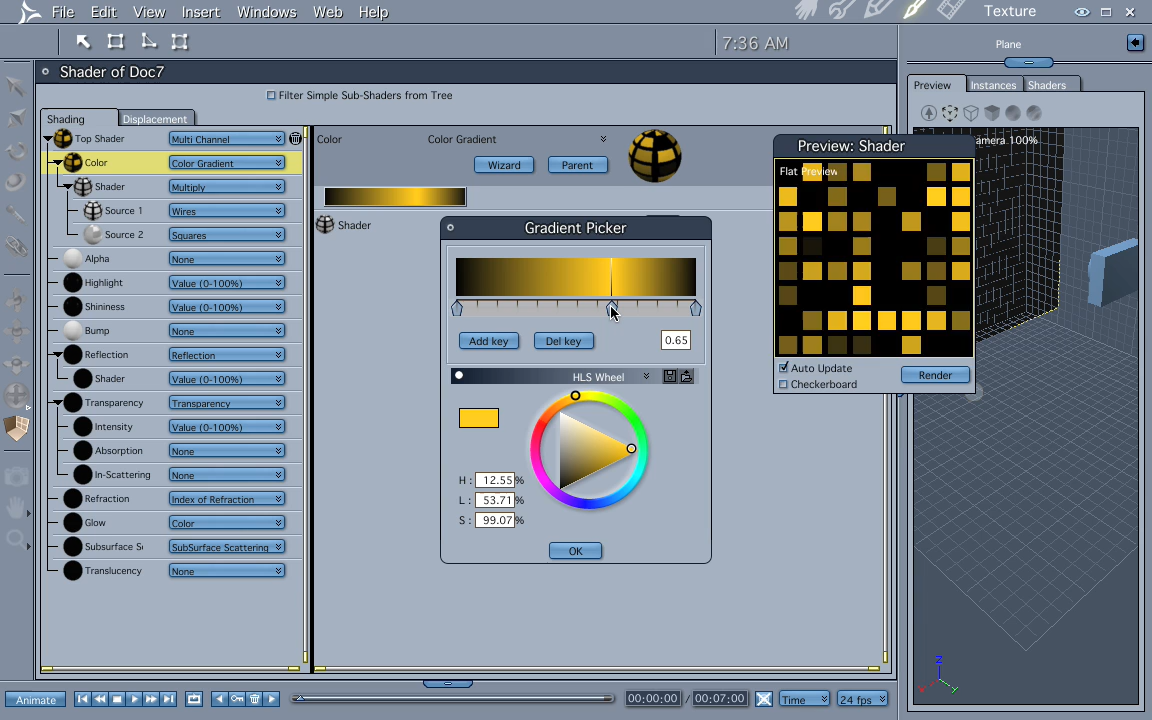 File Edit View Insert Windows Web Help
Texture
7:36 AM
Plane
Shader of Doc7
Preview Instances Shaders
Filter Simple Sub-Shaders from Tree
Shading Displacement
Top Shader Multi Channel
Color Color Gradient
Shader Multiply
Source 1 Wires
Source 2 Squares
Alpha None
Highlight Value (0-100%)
Shininess Value (0-100%)
Bump None
Reflection Reflection
Shader Value (0-100%)
Transparency Transparency
Intensity Value (0-100%)
Absorption None
In-Scattering None
Refraction Index of Refraction
Glow Color
Subsurface S SubSurface Scattering
Translucency None
Color Color Gradient
Wizard Parent
Shader
Gradient Picker
Add key Del key 0.65
HLS Wheel
H : 12.55%
L : 53.71%
S : 99.07%
OK
Preview: Shader
Flat Preview
Auto Update
Checkerboard
Render
amera 100%
Z
X
Y
Animate
00:00:00 / 00:07:00 Time 24 fps